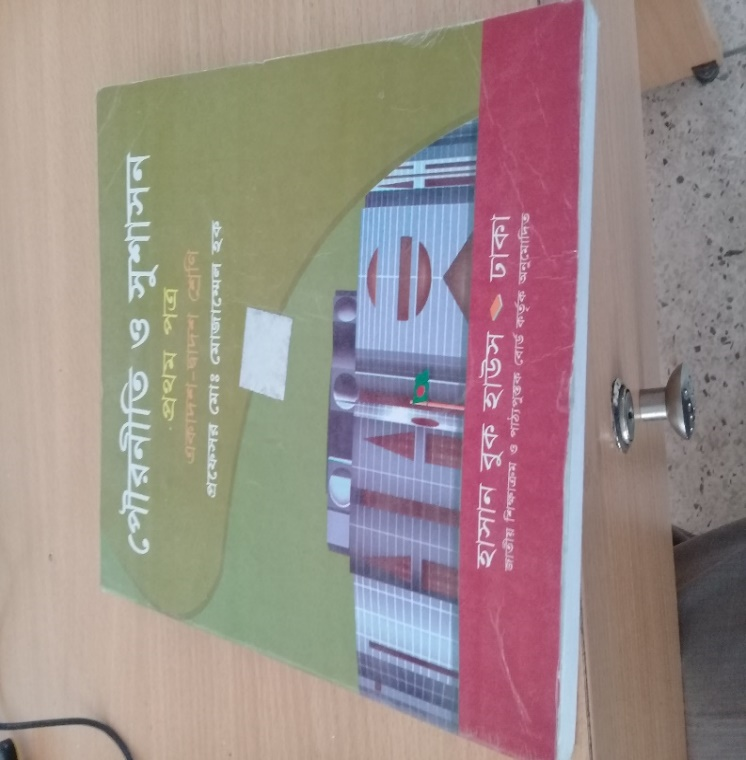 পৌরনীতি ও সুশাসন
প্রথম পত্র
একাদশ-দ্বাদশ শ্রেণি
প্রফেসর মোঃ মোজাম্মেল হক
হাসান বুক হাউস ঢাকা
জাতীয় শিক্ষাক্রম ও পাঠ্যপুস্তক বোর্ড কর্তৃক অনুমোদিত